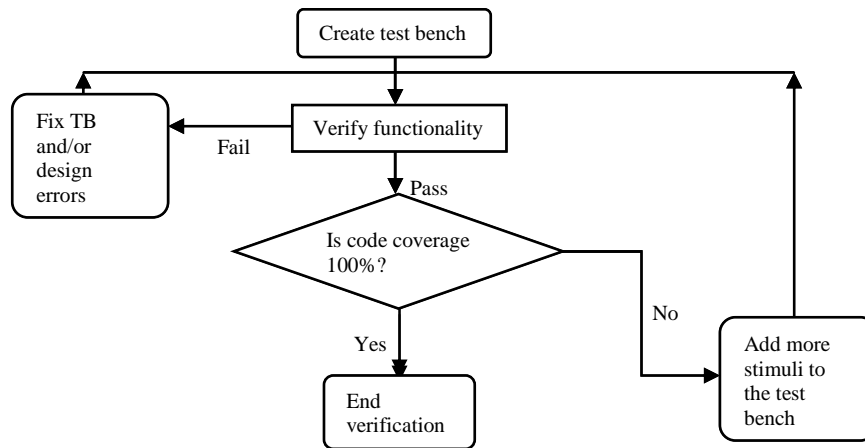 Create test bench
Fix TB
and/or
design
errors
Verify functionality
Fail
Pass
Is code coverage
100%?
No
Yes
Add more
stimuli to
the test
bench
End
verification